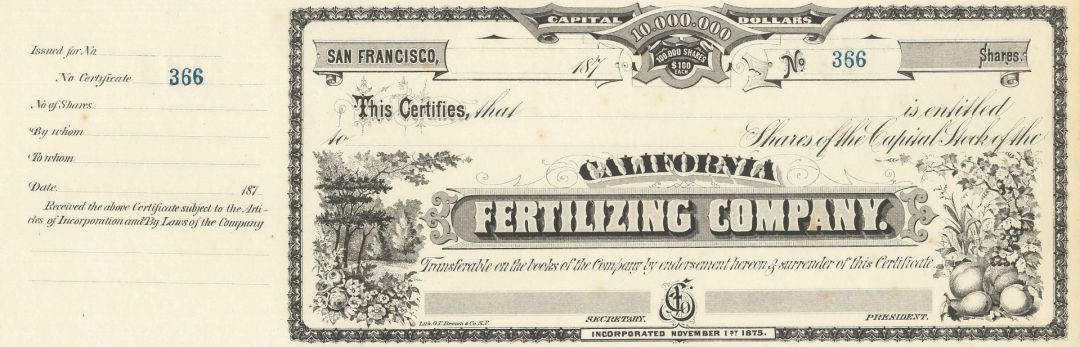 Issued for No.
No Certificate 366
No of Shares.
By whom
To whom
Date. 187
Received the above Certificate subject to the Arti-
cles of Incorporation and By Laws of the Company
CAPITAL 10,000.000 DOLLARS
100,000 SHARES
$100
EACH
SAN FRANCISCO, 187
No 366 Shares.
This Certifies, that is entitled
to Shares of the Capital Stock of the
CALIFORNIA
FERTILIZING COMPANY.
Transferable on the books of the Company by endorsement hereon & surrender of this Certificate.
SECRETARY. PRESIDENT.
Lith. G.T. Brown & Co. S.F.
INCORPORATED NOVEMBER 1ST 1875.